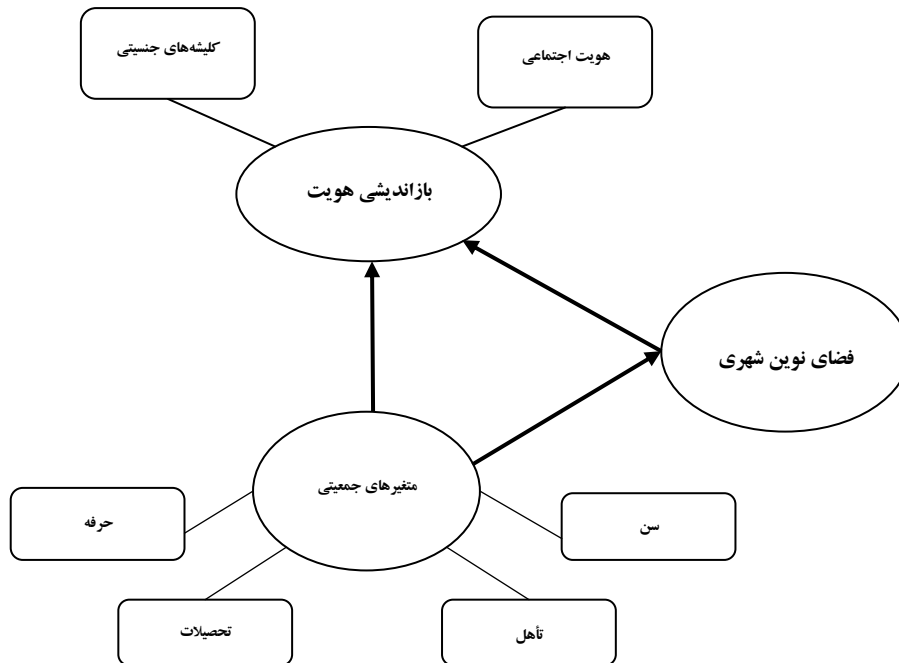 هویت اجتماعی
کلیشه‌های جنسیتی
بازاندیشی هویت
فضای نوین شهری
متغیرهای جمعیتی
سن
حرفه
تأهل
تحصیلات